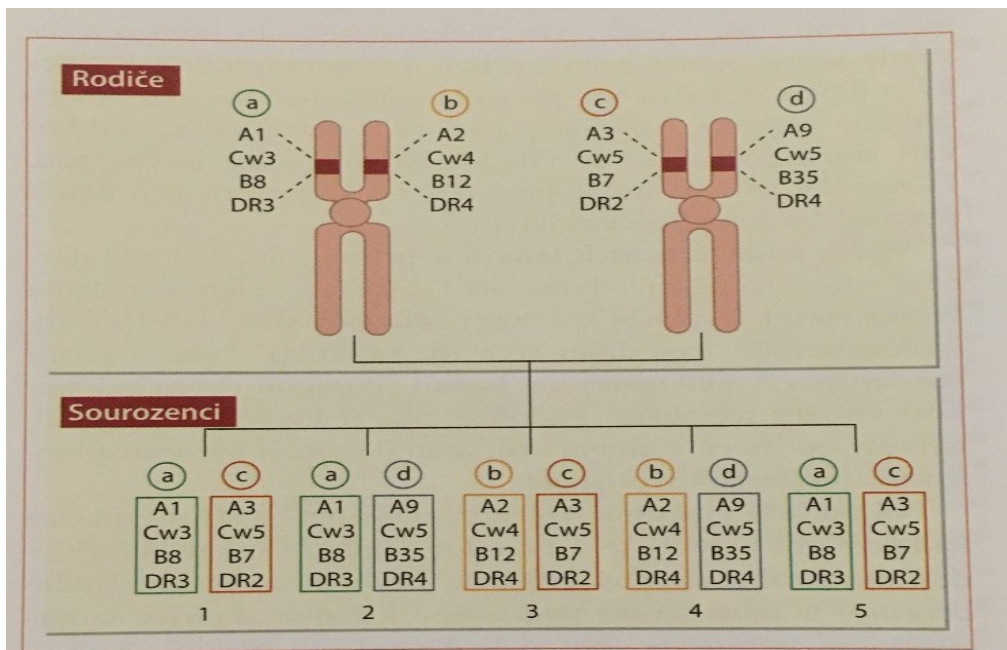 Rodiče
a b c d
A1 A2 A3 A9
Cw3 Cw4 Cw5 Cw5
B8 B12 B7 B35
DR3 DR4 DR2 DR4
Sourozenci
a c a d b c b d a c
A1 A3 A1 A9 A2 A3 A2 A9 A1 A3
Cw3 Cw5 Cw3 Cw5 Cw4 Cw5 Cw4 Cw5 Cw3 Cw5
B8 B7 B8 B35 B12 B7 B12 B35 B8 B7
DR3 DR2 DR3 DR4 DR4 DR2 DR4 DR4 DR3 DR2
1 2 3 4 5